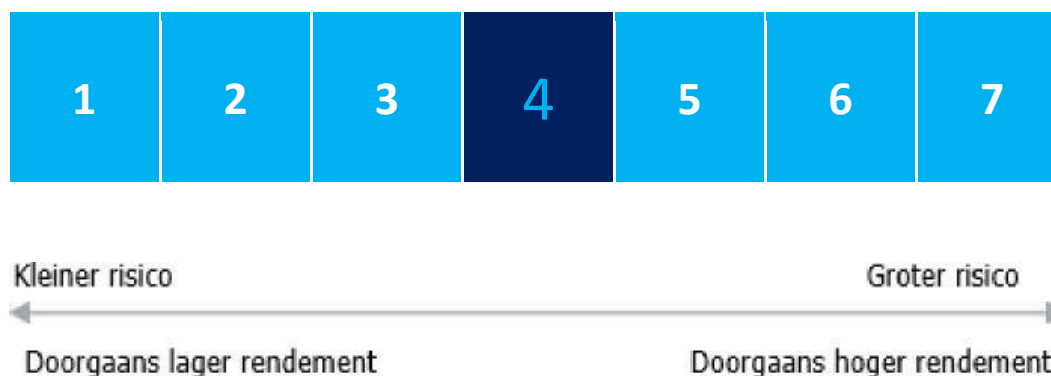 1 2 3 4 5 6 7
Kleiner risico Groter risico
Doorgaans lager rendement Doorgaans hoger rendement